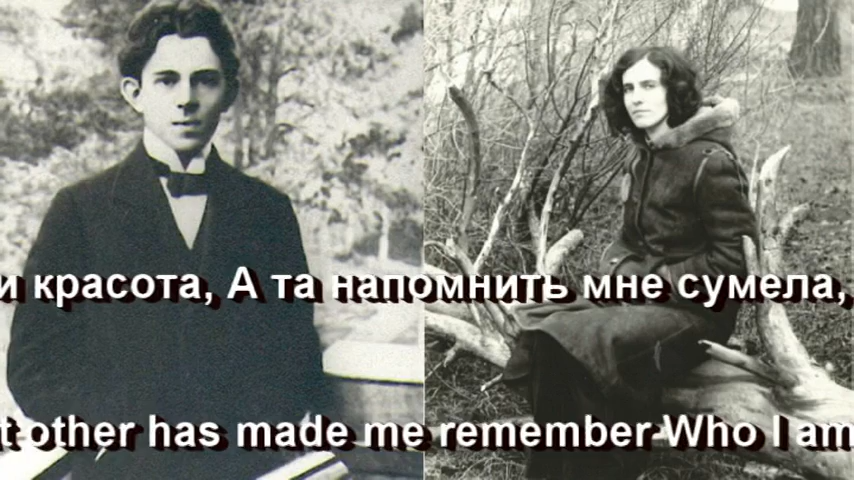 и красота, А та напомнить мне сумела,
t other has made me remember Who I am